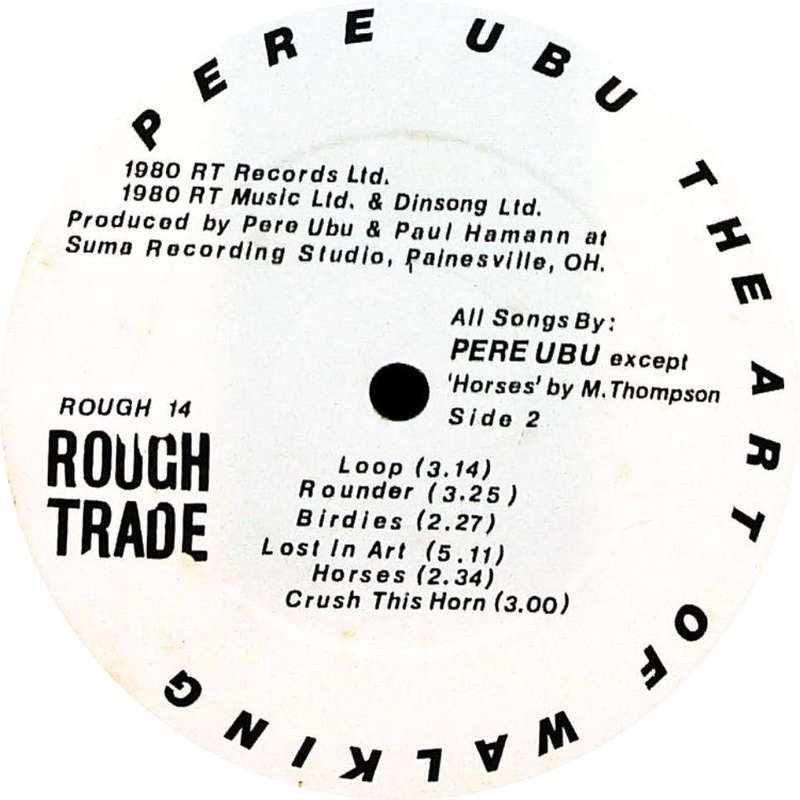 PERE UBU THE ART OF WALKING
1980 RT Records Ltd.
1980 RT Music Ltd. & Dinsong Ltd.
Produced by Pere Ubu & Paul Hamann at
Suma Recording Studio, Painesville, OH.
All Songs By:
PERE UBU except
'Horses' by M. Thompson
Side 2
ROUGH 14
ROUGH
TRADE
Loop (3.14)
Rounder (3.25)
Birdies (2.27)
Lost In Art (5.11)
Horses (2.34)
Crush This Horn (3.00)